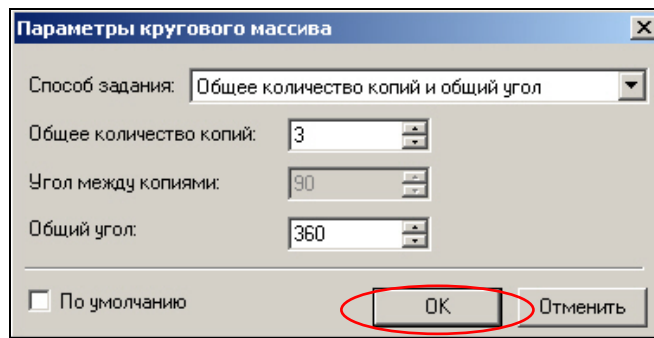 Параметры кругового массива
Способ задания: Общее количество копий и общий угол
Общее количество копий: 3
Угол между копиями: 90
Общий угол: 360
По умолчанию OK Отменить